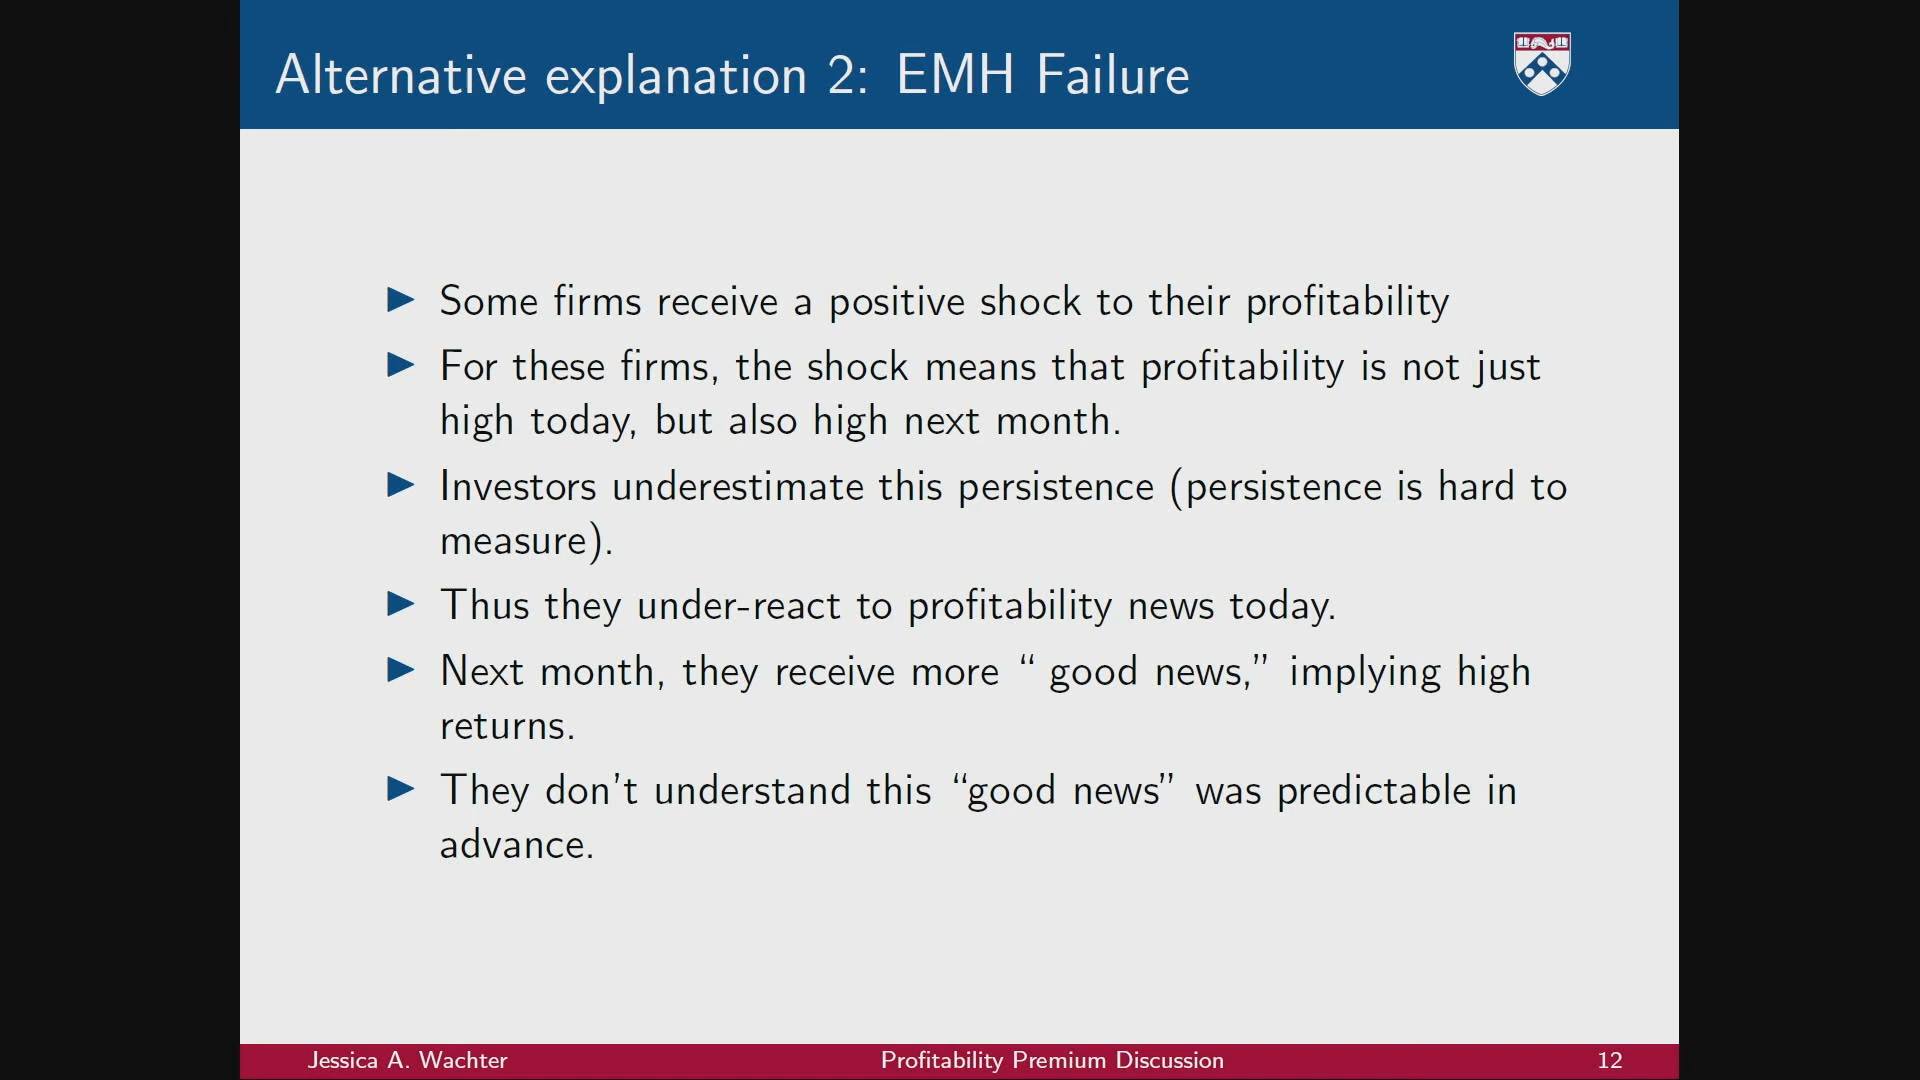 Alternative explanation 2: EMH Failure
Some firms receive a positive shock to their profitability
For these firms, the shock means that profitability is not just
high today, but also high next month.
Investors underestimate this persistence (persistence is hard to
measure).
Thus they under-react to profitability news today.
Next month, they receive more “ good news,” implying high
returns.
They don’t understand this “good news” was predictable in
advance.
Jessica A. Wachter
Profitability Premium Discussion
12